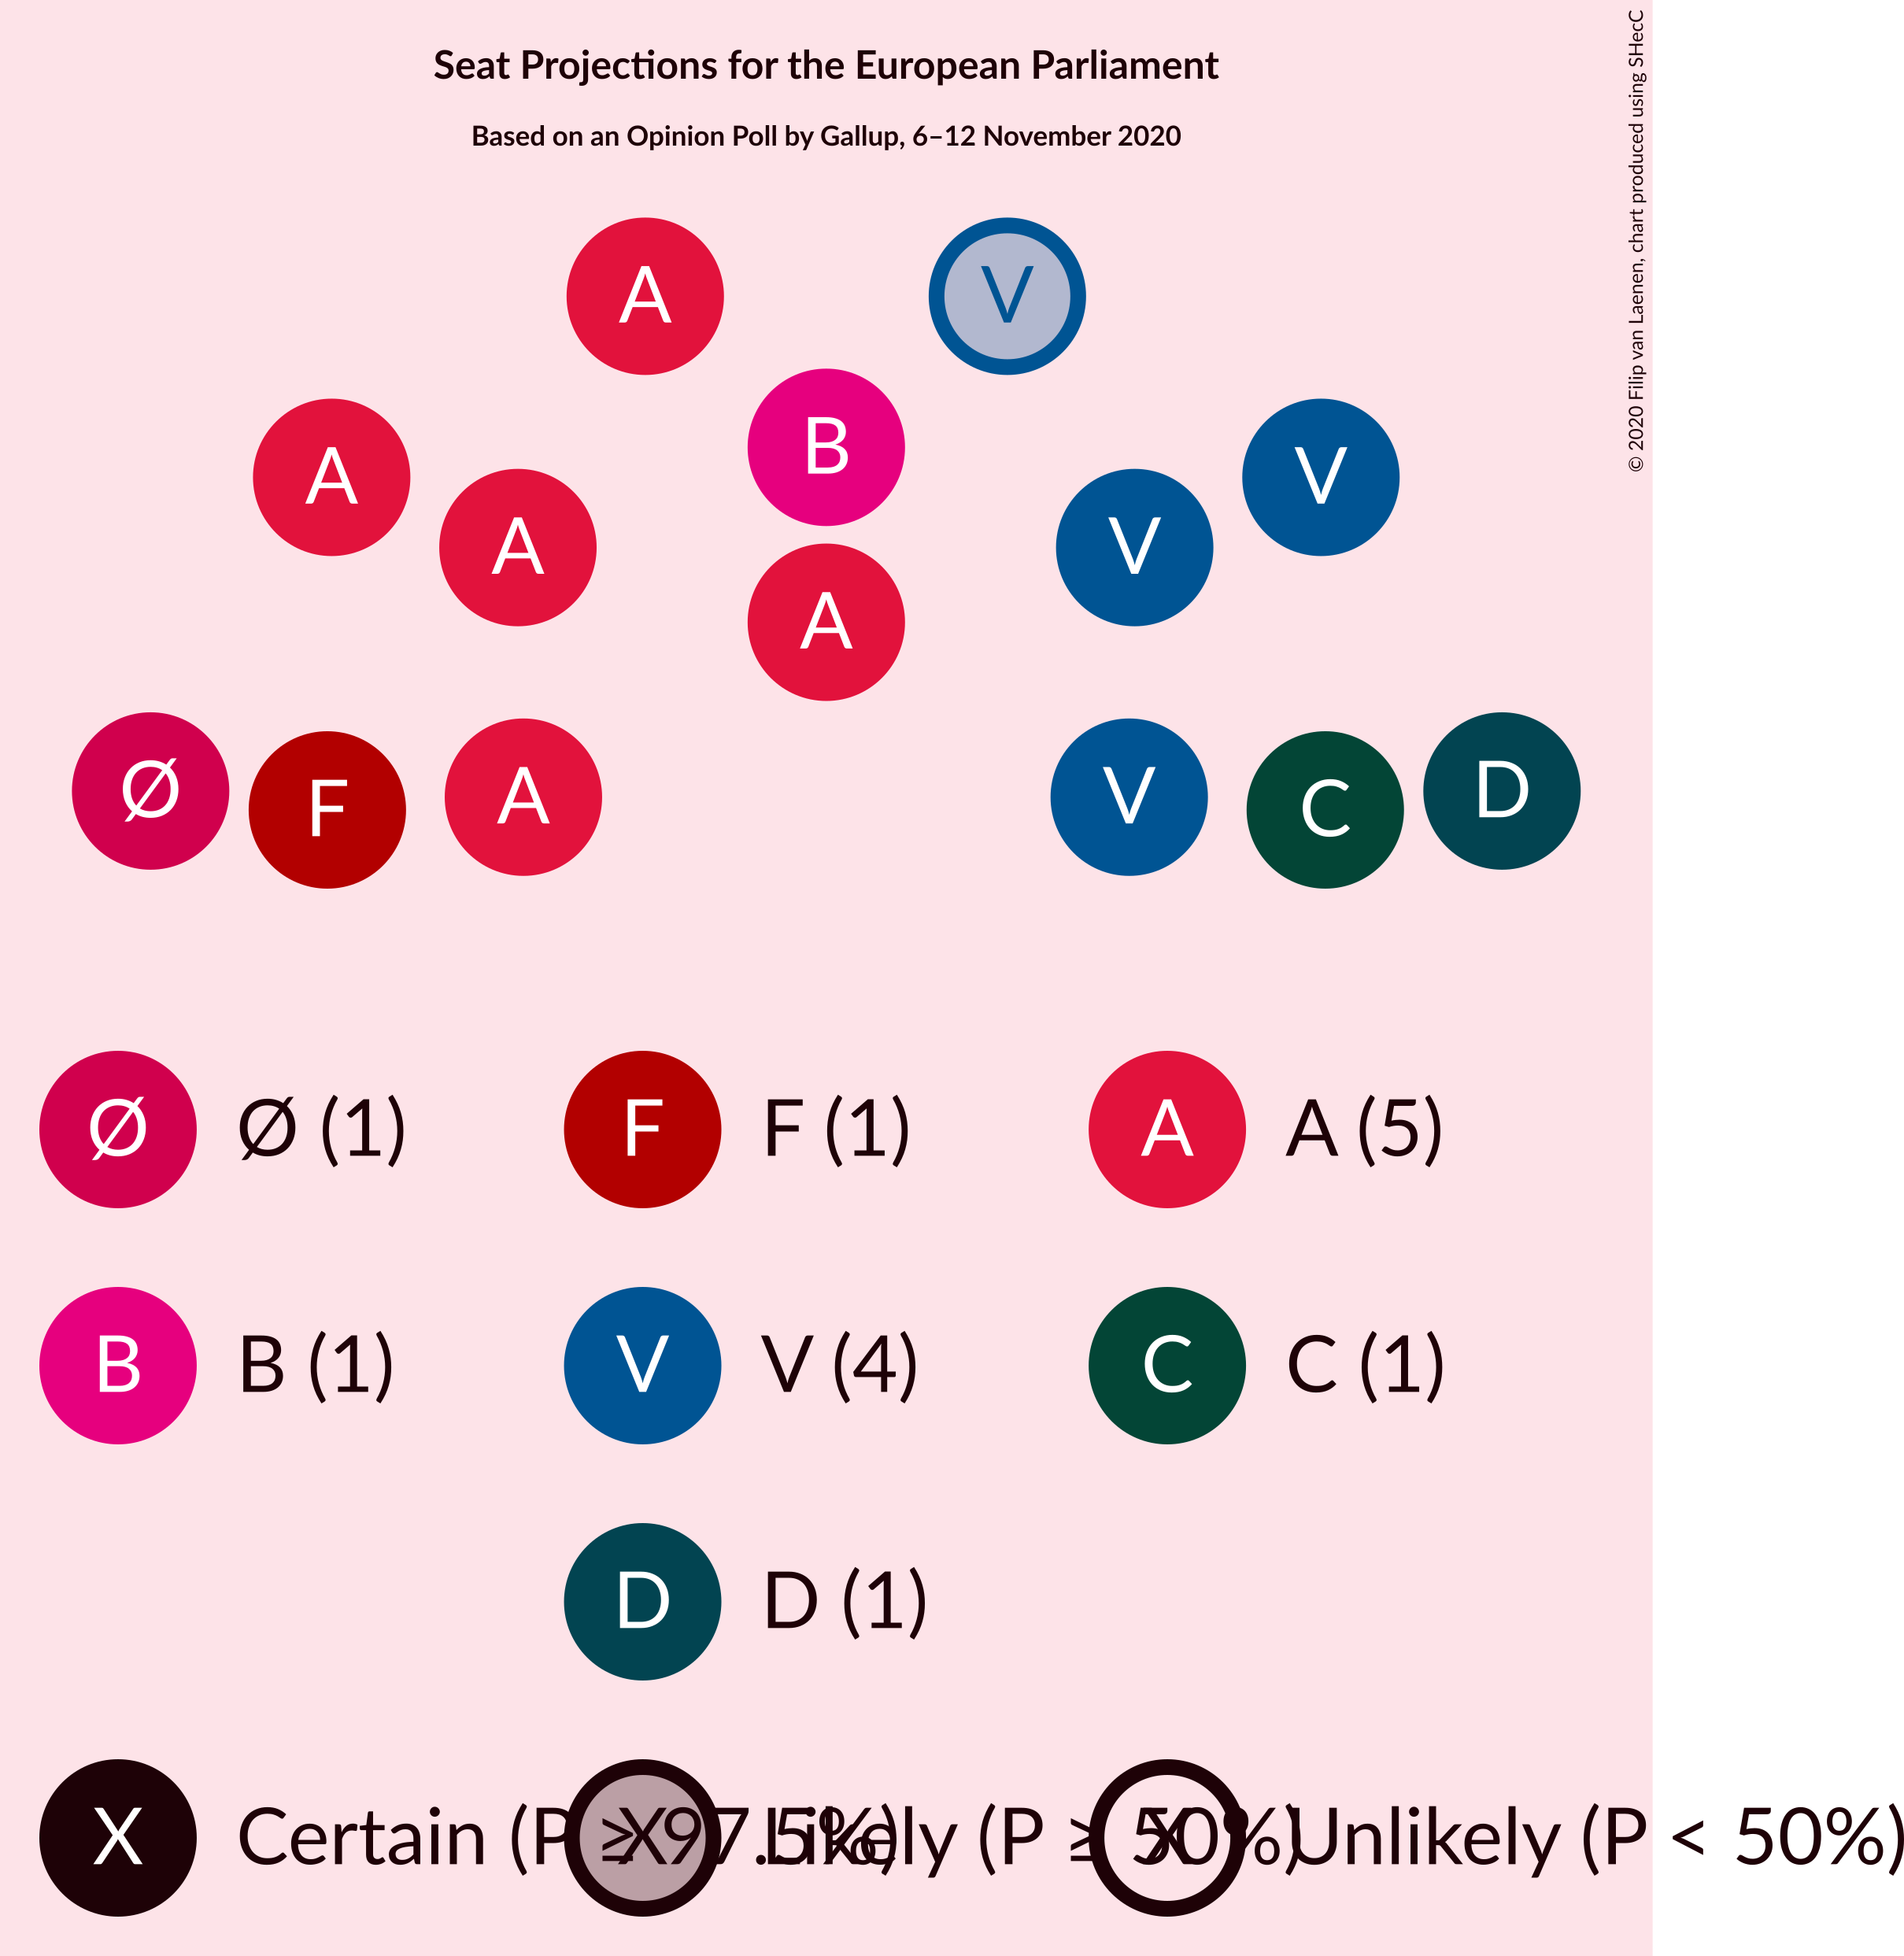 Seat Projections for the European Parliament
Based on an Opinion Poll by Gallup, 6–12 November 2020
© 2020 Filip van Laenen, chart produced using SHecC
A V
B
A V
A V
A
Ø D
A V
F C
Ø Ø (1) F F (1) A A (5)
B B (1) V V (4) C C (1)
D D (1)
X Certain (P ≥ 97.5%) X Likely (P ≥ 50%) X Unlikely (P < 50%)